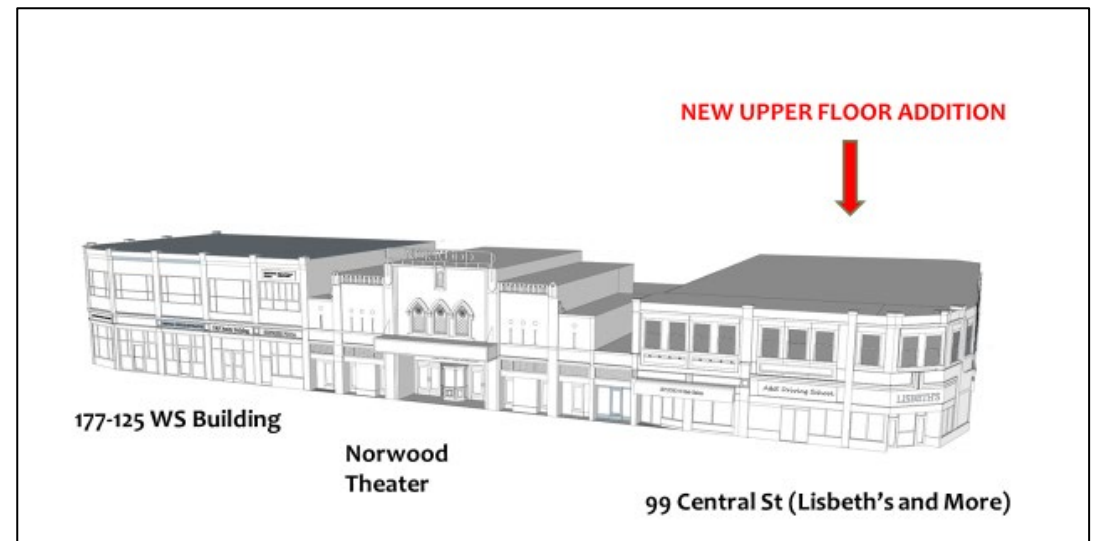 NEW UPPER FLOOR ADDITION
177-125 WS Building
Norwood
Theater
A&R Driving School
LISBETH'S
99 Central St (Lisbeth's and More)